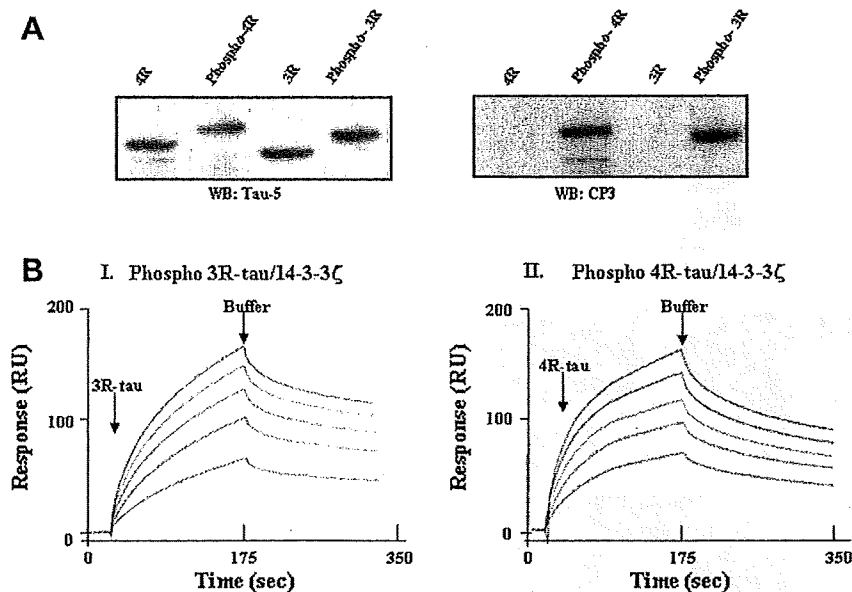 A
4R
Phospho-4R
3R
Phospho-3R
WB: Tau-5
4R
Phospho-4R
3R
Phospho-3R
WB: CP3
B
I. Phospho 3R-tau/14-3-3ζ
200
100
0
Response (RU)
3R-tau
Buffer
0
175
350
Time (sec)
II. Phospho 4R-tau/14-3-3ζ
200
100
0
Response (RU)
4R-tau
Buffer
0
175
350
Time (sec)